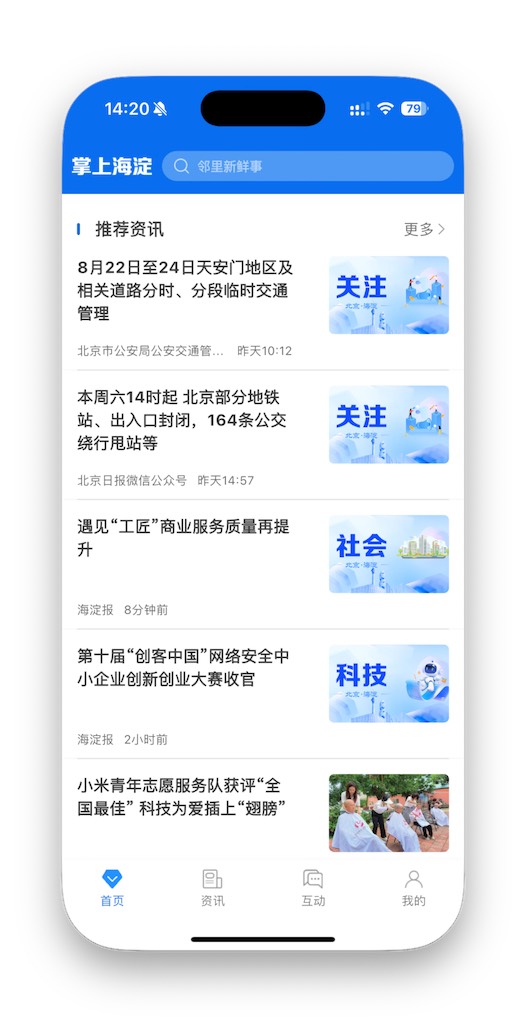 14:20
79
掌上海淀
邻里新鲜事
推荐资讯
更多
8月22日至24日天安门地区及
相关道路分时、分段临时交通
管理
北京市公安局公安交通管... 昨天10:12
关注
北京·海淀
本周六14时起 北京部分地铁
站、出入口封闭，164条公交
绕行甩站等
北京日报微信公众号 昨天14:57
关注
北京·海淀
遇见“工匠”商业服务质量再提
升
海淀报 8分钟前
社会
北京·海淀
第十届“创客中国”网络安全中
小企业创新创业大赛收官
海淀报 2小时前
科技
北京·海淀
小米青年志愿服务队获评“全
国最佳” 科技为爱插上“翅膀”
首页
资讯
互动
我的